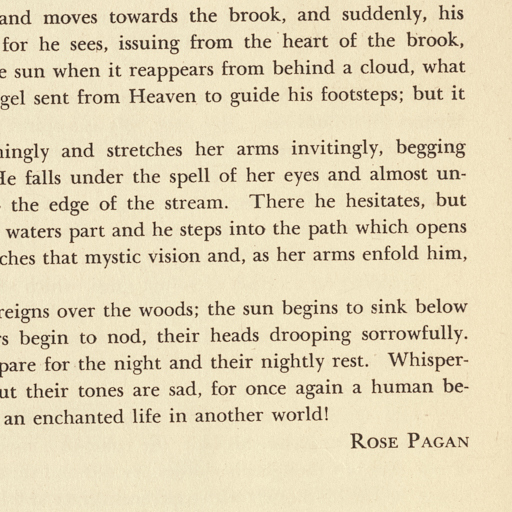 and moves towards the brook, and suddenly, his
for he sees, issuing from the heart of the brook,
sun when it reappears from behind a cloud, what
sent from Heaven to guide his footsteps; but it
and stretches her arms invitingly, begging
He falls under the spell of her eyes and almost un-
the edge of the stream. There he hesitates, but
waters part and he steps into the path which opens
that mystic vision and, as her arms enfold him,
reigns over the woods; the sun begins to sink below
begin to nod, their heads drooping sorrowfully.
for the night and their nightly rest. Whisper-
their tones are sad, for once again a human be-
an enchanted life in another world!
Rose Pagan